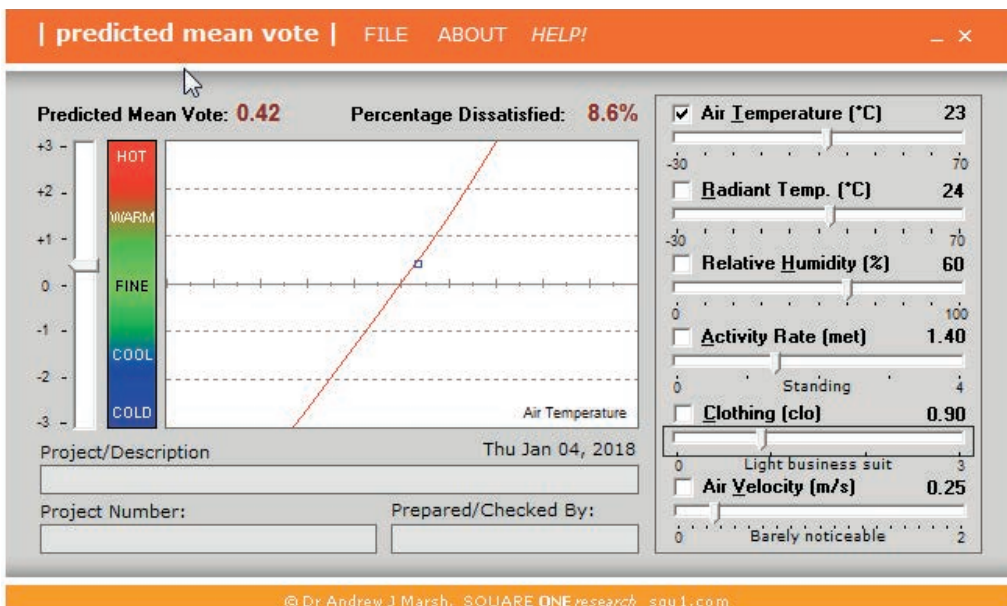 | predicted mean vote | FILE ABOUT HELP!
Predicted Mean Vote: 0.42 Percentage Dissatisfied: 8.6%
+3
+2
+1
0
-1
-2
-3
HOT
WARM
FINE
COOL
COLD
Air Temperature
Air Temperature (°C) 23
-30 70
Radiant Temp. (°C) 24
-30 70
Relative Humidity (%) 60
0 100
Activity Rate (met) 1.40
0 Standing 4
Clothing (clo) 0.90
0 Light business suit 3
Air Velocity (m/s) 0.25
0 Barely noticeable 2
Project/Description Thu Jan 04, 2018
Project Number: Prepared/Checked By:
© Dr Andrew J Marsh, SQUARE ONE research squ1.com